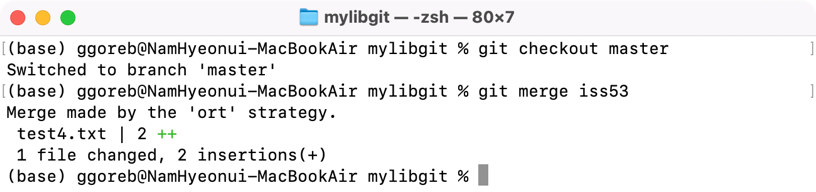 mylibgit — -zsh — 80×7
(base) ggoreb@NamHyeonui-MacBookAir mylibgit % git checkout master
Switched to branch 'master'
(base) ggoreb@NamHyeonui-MacBookAir mylibgit % git merge iss53
Merge made by the 'ort' strategy.
test4.txt | 2 ++
1 file changed, 2 insertions(+)
(base) ggoreb@NamHyeonui-MacBookAir mylibgit %